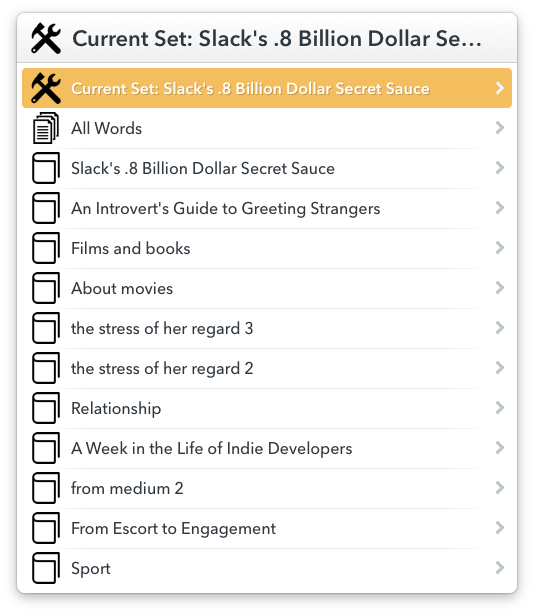 Current Set: Slack's .8 Billion Dollar Se...
Current Set: Slack's .8 Billion Dollar Secret Sauce
All Words
Slack's .8 Billion Dollar Secret Sauce
An Introvert's Guide to Greeting Strangers
Films and books
About movies
the stress of her regard 3
the stress of her regard 2
Relationship
A Week in the Life of Indie Developers
from medium 2
From Escort to Engagement
Sport